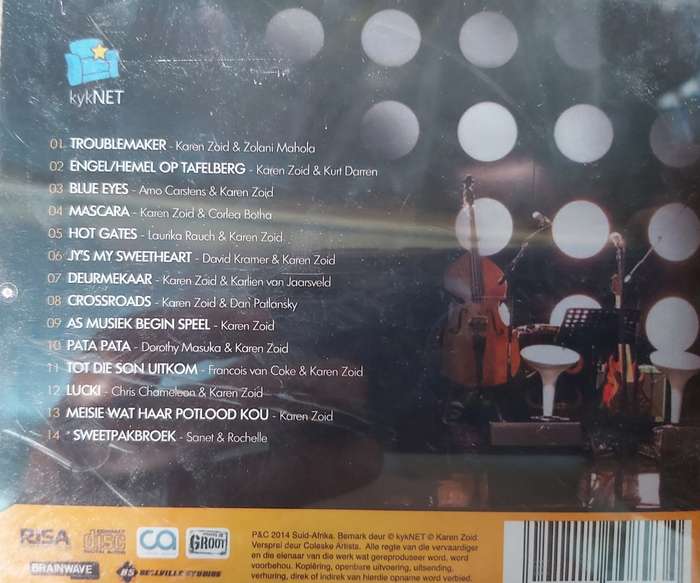 kykNET
01 TROUBLEMAKER - Karen Zoid & Zolani Mahola
02 ENGEL/HEMEL OP TAFELBERG - Karen Zoid & Kurt Darren
03 BLUE EYES - Arno Carstens & Karen Zoid
04 MASCARA - Karen Zoid & Corlea Botha
05 HOT GATES - Laurika Rauch & Karen Zoid
06 JY'S MY SWEETHEART - David Kramer & Karen Zoid
07 DEURMEKAAR - Karen Zoid & Karlien van Jaarsveld
08 CROSSROADS - Karen Zoid & Dan Patlansky
09 AS MUSIEK BEGIN SPEEL - Karen Zoid
10 PATA PATA - Dorothy Masuka & Karen Zoid
11 TOT DIE SON UITKOM - Francois van Coke & Karen Zoid
12 LUCKI - Chris Chameleon & Karen Zoid
13 MEISIE WAT HAAR POTLOOD KOU - Karen Zoid
14 * SWEETPAKBROEK - Sanet & Rochelle
RISA disc ca GROOT
BRAINWAVE BELLVILLE STUDIOS
P&C 2014 Suid-Afrika. Bemark deur © kykNET © Karen Zoid.
Versprei deur Coleske Artists. Alle regte van die vervaardiger
en die eienaar van die werk wat gereproduseer word, word
voorbehou. Kopiëring, openbare uitvoering, uitsending,
verhuring, direk of indirek van hierdie opname word verbied.